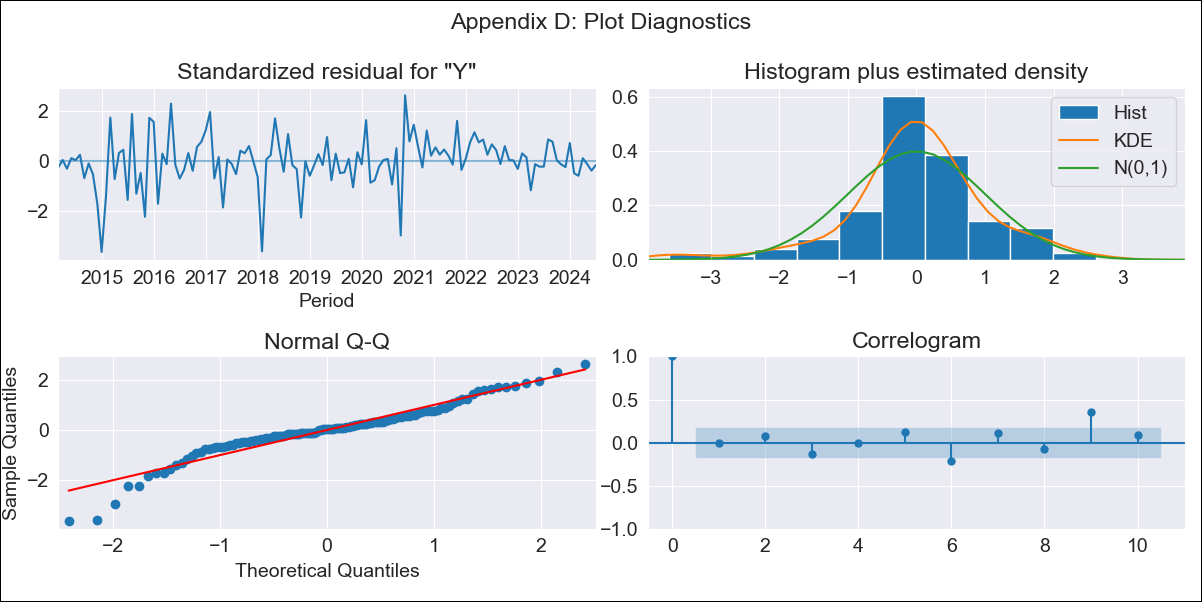 Appendix D: Plot Diagnostics
Standardized residual for "Y"
2
0
−2
2015 2016 2017 2018 2019 2020 2021 2022 2023 2024
Period
Histogram plus estimated density
0.6
0.4
0.2
0.0
−3 −2 −1 0 1 2 3
Hist
KDE
N(0,1)
Normal Q-Q
Sample Quantiles
2
0
−2
−2 −1 0 1 2
Theoretical Quantiles
Correlogram
1.0
0.5
0.0
−0.5
−1.0
0 2 4 6 8 10